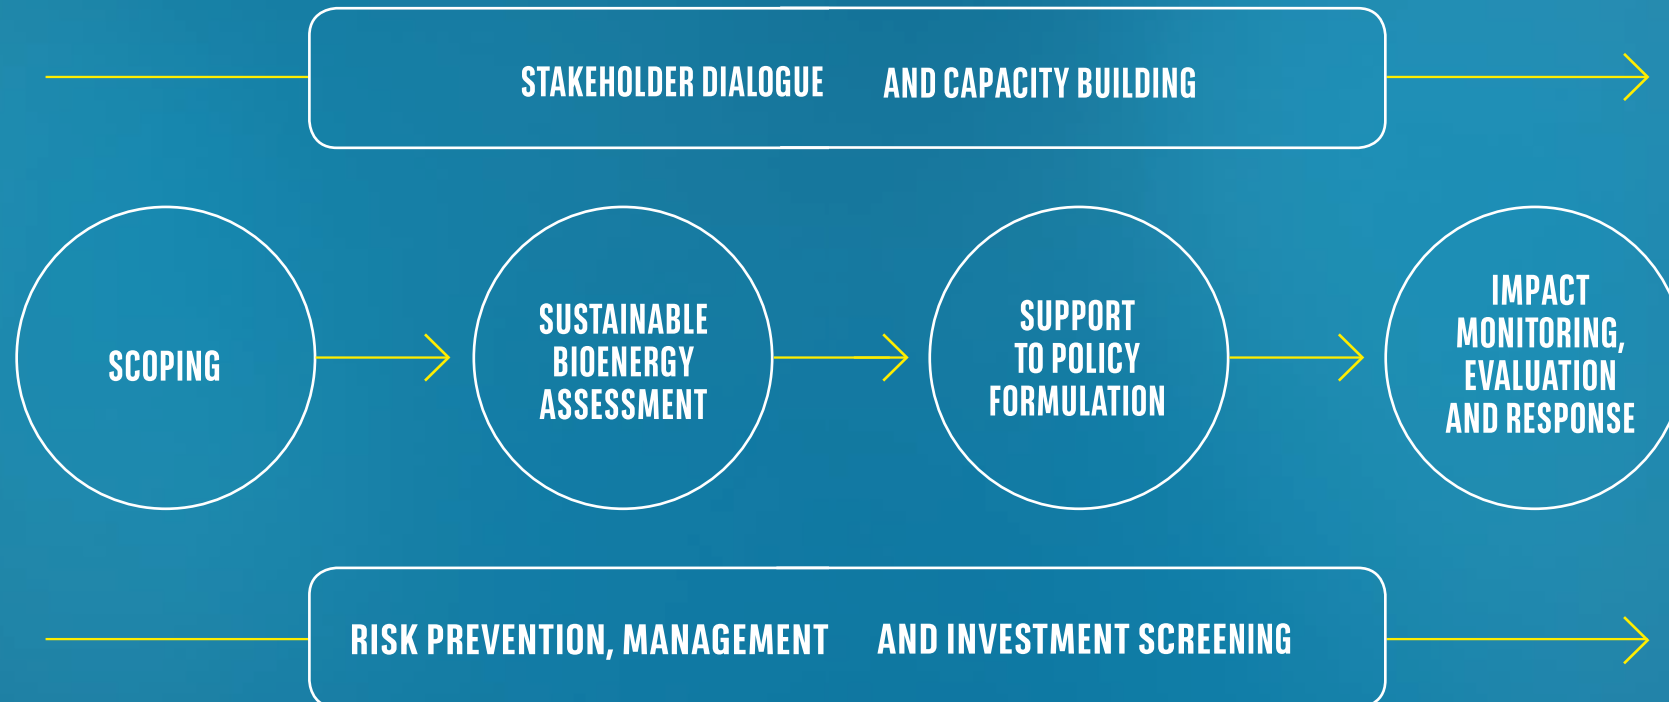 STAKEHOLDER DIALOGUE AND CAPACITY BUILDING
SCOPING
SUSTAINABLE
BIOENERGY
ASSESSMENT
SUPPORT
TO POLICY
FORMULATION
IMPACT
MONITORING,
EVALUATION
AND RESPONSE
RISK PREVENTION, MANAGEMENT AND INVESTMENT SCREENING